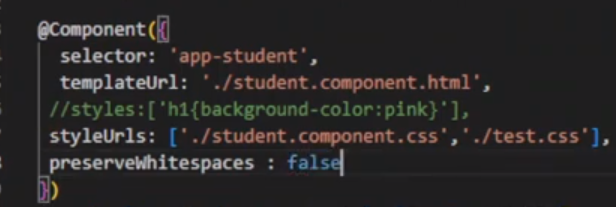 @Component({
selector: 'app-student',
templateUrl: './student.component.html',
//styles:['h1{background-color:pink}'],
styleUrls: ['./student.component.css','./test.css'],
preserveWhitespaces : false
})